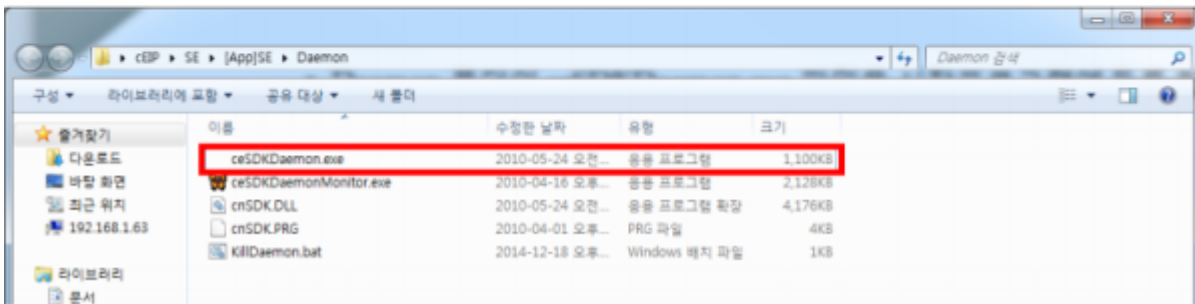 cEIP ▸ SE ▸ [App]SE ▸ Daemon
Daemon 검색
구성 ▾ 라이브러리에 포함 ▾ 공유 대상 ▾ 새 폴더
즐겨찾기
다운로드
바탕 화면
최근 위치
192.168.1.63
라이브러리
문서
이름 수정한 날짜 유형 크기
ceSDKDaemon.exe 2010-05-24 오전... 응용 프로그램 1,100KB
ceSDKDaemonMonitor.exe 2010-04-16 오후... 응용 프로그램 2,128KB
cnSDK.DLL 2010-05-24 오전... 응용 프로그램 확장 4,176KB
cnSDK.PRG 2010-04-01 오후... PRG 파일 4KB
KillDaemon.bat 2014-12-18 오후... Windows 배치 파일 1KB